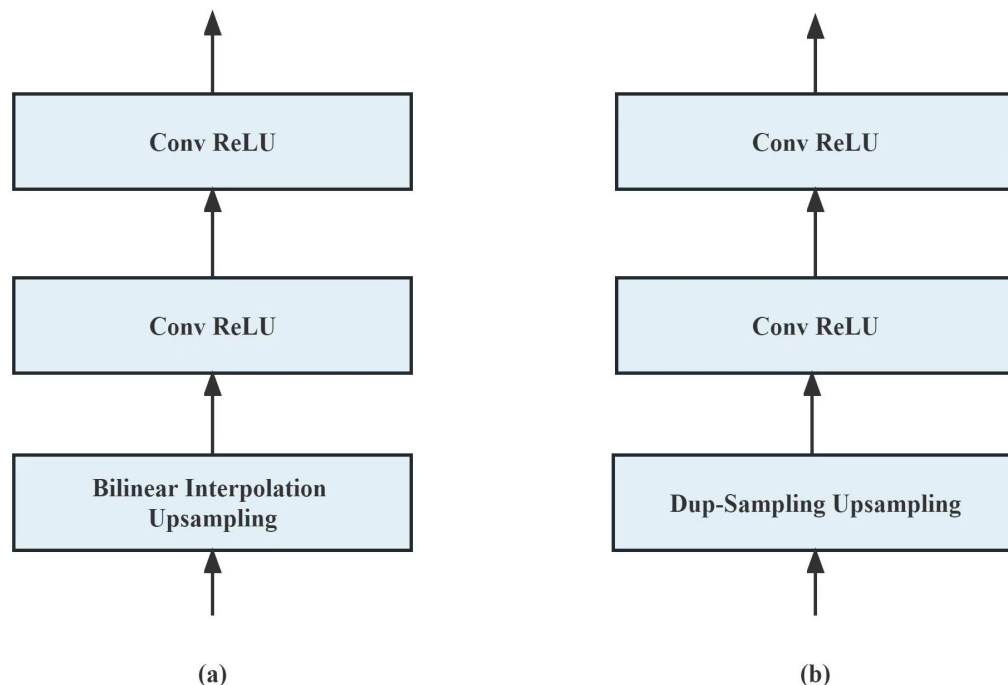 Conv ReLU
Conv ReLU
Bilinear Interpolation
Upsampling
(a)
Conv ReLU
Conv ReLU
Dup-Sampling Upsampling
(b)